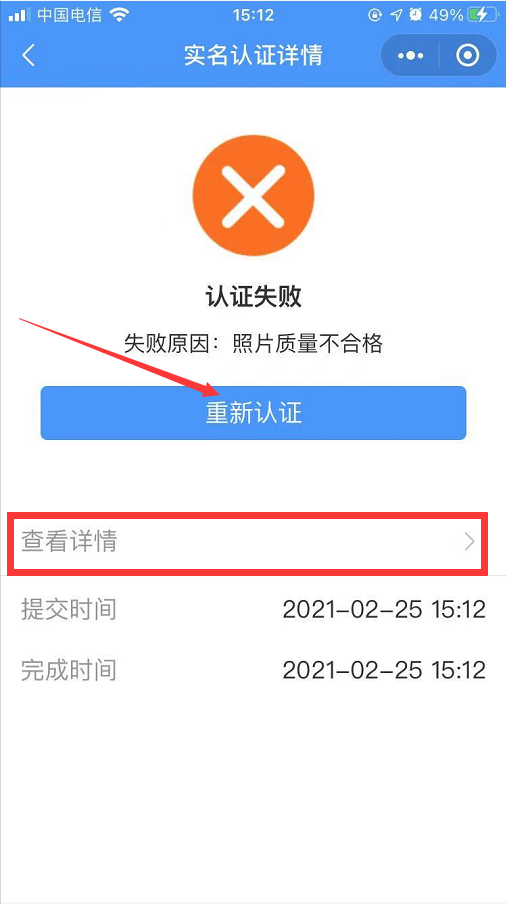 中国电信 15:12 49%
实名认证详情
认证失败
失败原因：照片质量不合格
重新认证
查看详情
提交时间 2021-02-25 15:12
完成时间 2021-02-25 15:12